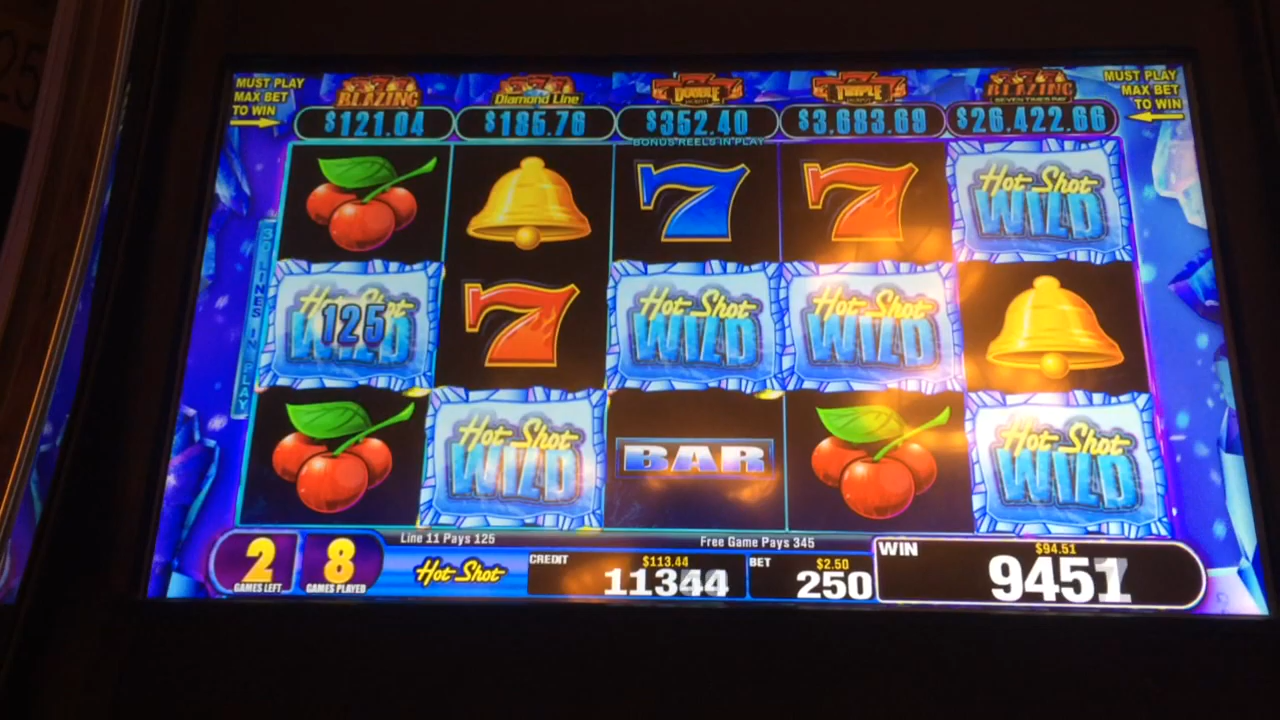 MUST PLAY
MAX BET
TO WIN
BLAZING
$121.04
Diamond Line
$185.76
DOUBLE
$352.40
TRIPLE
$3,683.69
BLAZING
SEVEN TIMES PAY
$26,422.66
MUST PLAY
MAX BET
TO WIN
BONUS REELS IN PLAY
30 LINES IN PLAY
Hot Shot
WILD
Hot Shot
WILD
125
Hot Shot
WILD
Hot Shot
WILD
Hot Shot
WILD
BAR
Hot Shot
WILD
Line 11 Pays 125
Free Game Pays 345
2
GAMES LEFT
8
GAMES PLAYED
Hot Shot
CREDIT
$113.44
11344
BET
$2.50
250
WIN
$94.51
9451